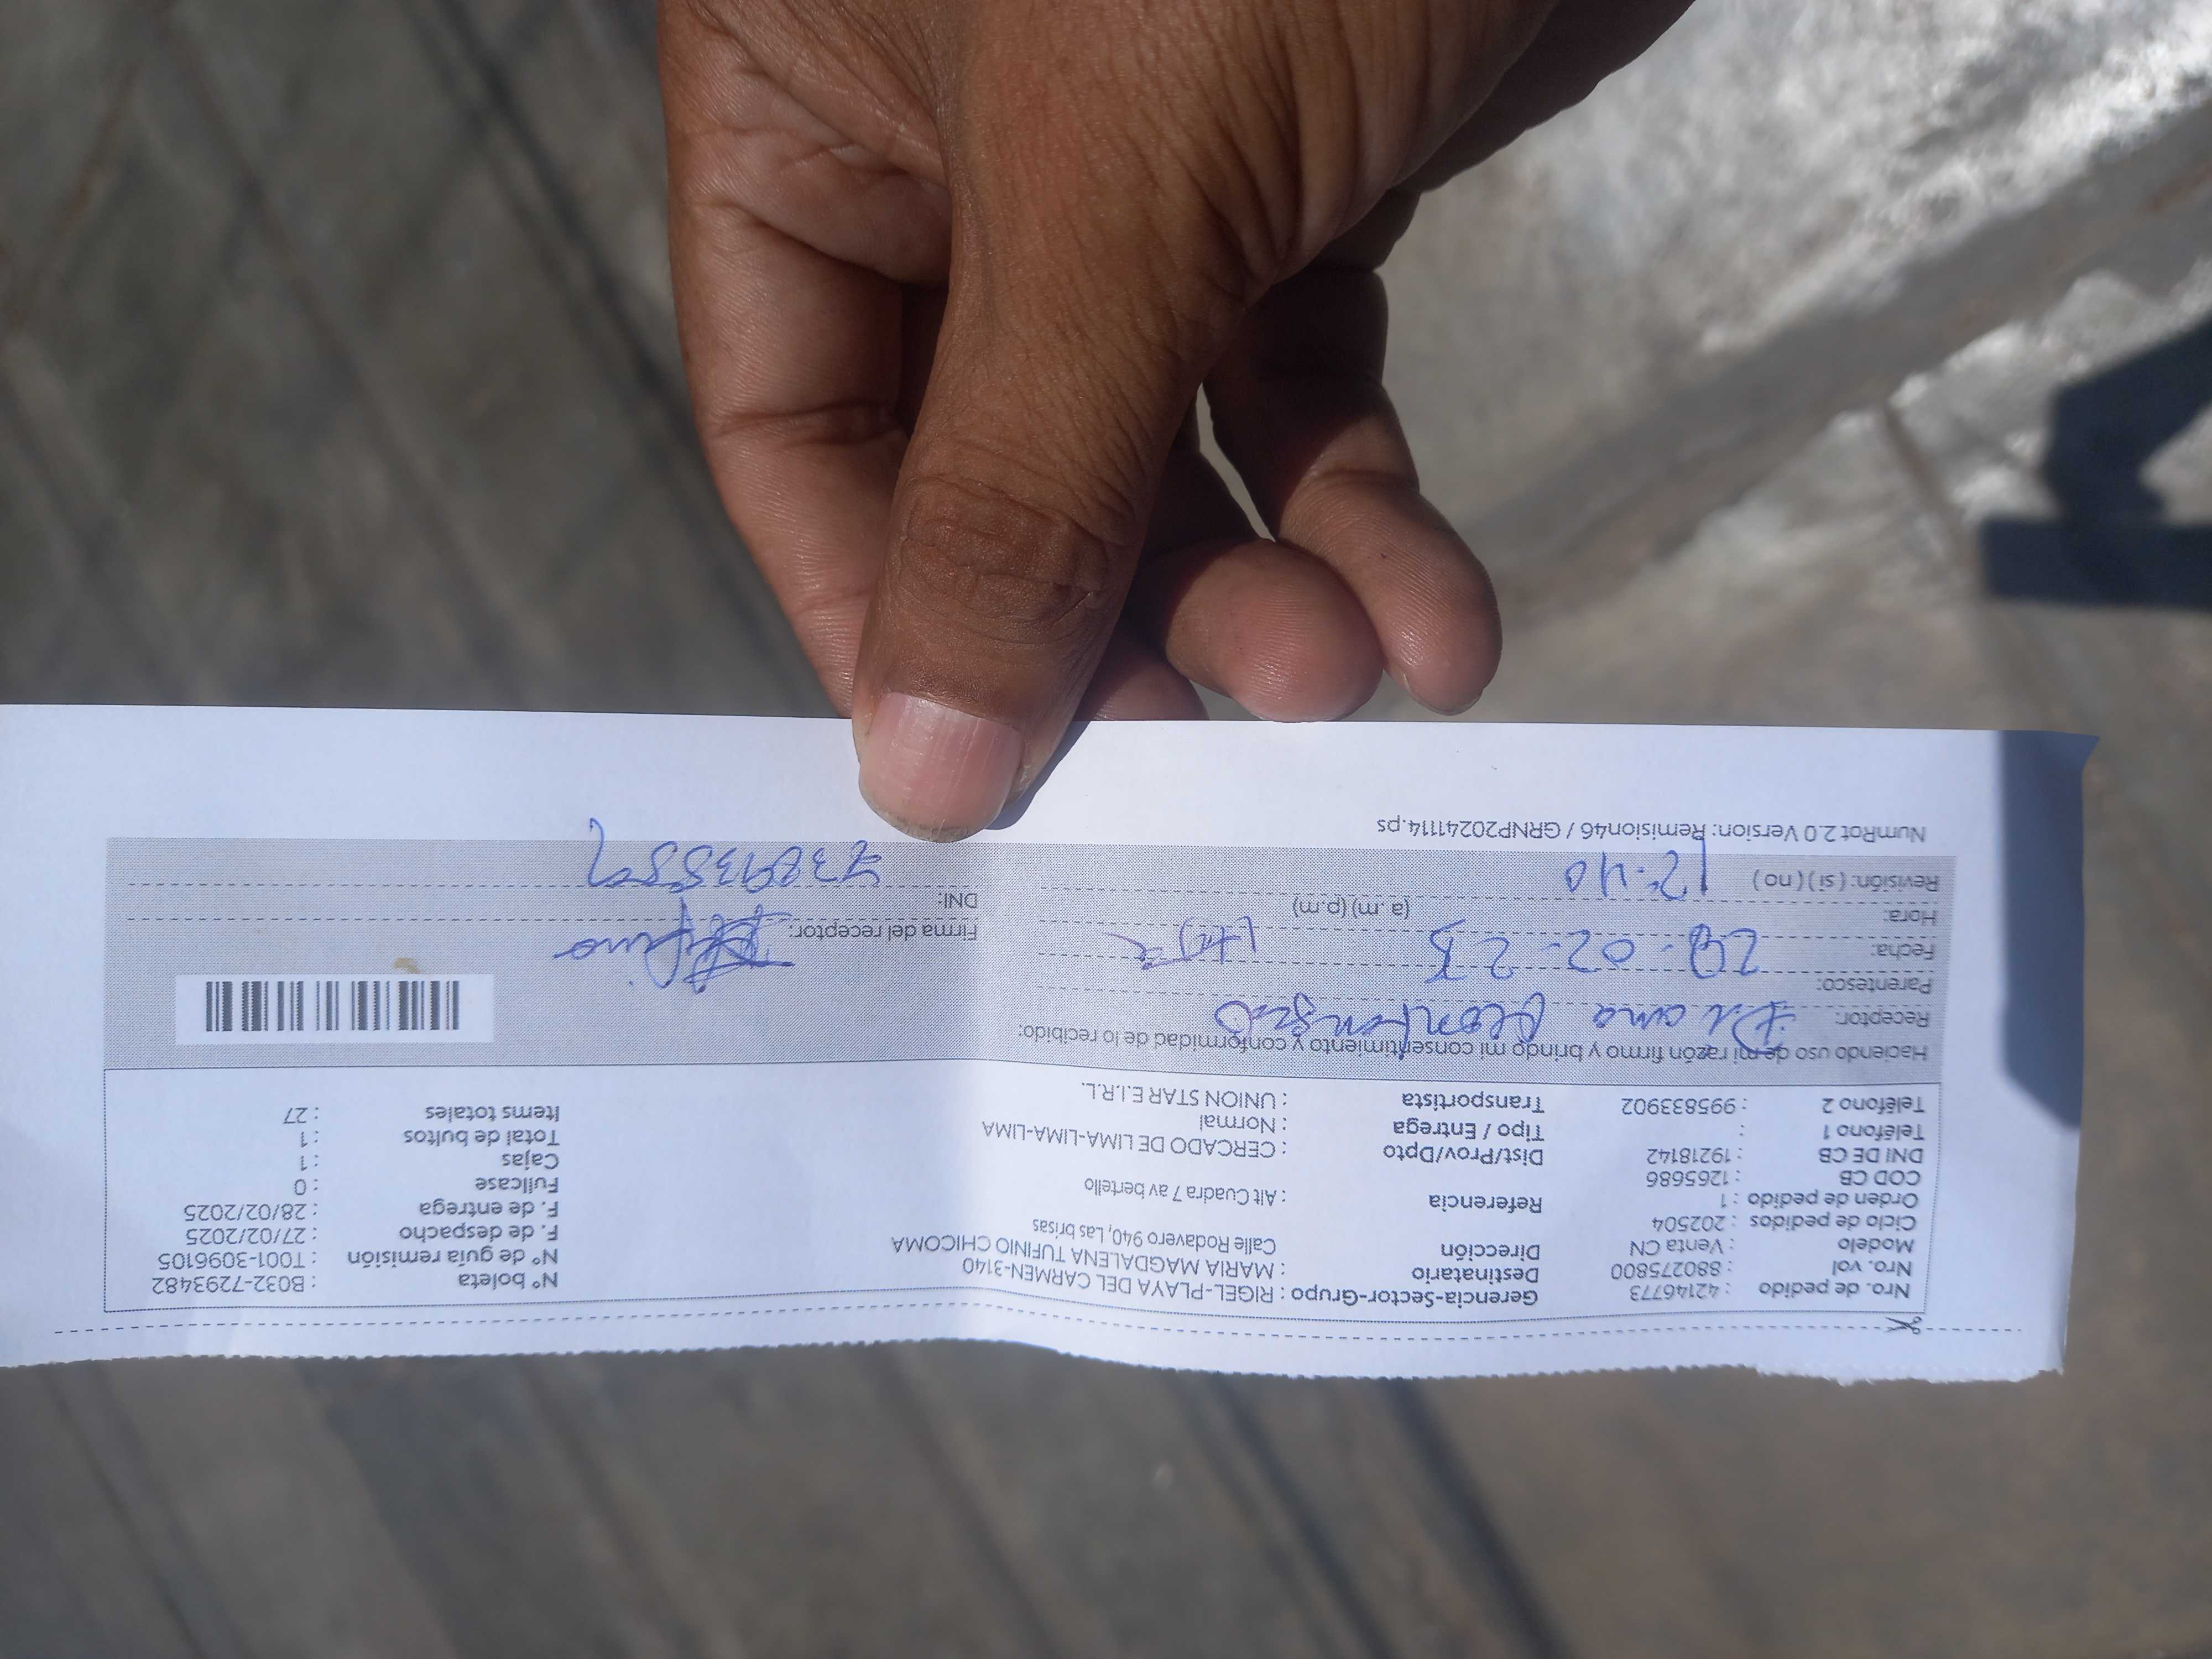 Nro. de pedido : 42146773 Gerencia-Sector-Grupo : RIGEL-PLAYA DEL CARMEN-3140 Nº boleta : B032-7293482
Nro. vol : 880275800 Destinatario : MARIA MAGDALENA TUFINIO CHICOMA Nº de guía remisión : T001-3096105
Modelo : Venta CN Dirección Calle Rodavero 940, Las brisas F. de despacho : 27/02/2025
Ciclo de pedidos : 202504 F. de entrega : 28/02/2025
Orden de pedido : 1 Referencia : Alt Cuadra 7 av bertello Fullcase : 0
COD CB : 1265686 Cajas : 1
DNI DE CB : 19218142 Dist/Prov/Dpto : CERCADO DE LIMA-LIMA-LIMA Total de bultos : 1
Teléfono 1 : Tipo / Entrega : Normal Items totales : 27
Teléfono 2 : 995833902 Transportista : UNION STAR E.I.R.L.
Haciendo uso de mi razón firmo y brindo mi consentimiento y conformidad de lo recibido:
Receptor: Diana
Parentesco:
Fecha: 28-02-25 Firma del receptor:
Hora: (a.m) (p.m) DNI:
Revisión: ( si ) ( no ) 12:40
NumRot 2.0 Version: Remision46 / GRNP20241114.ps